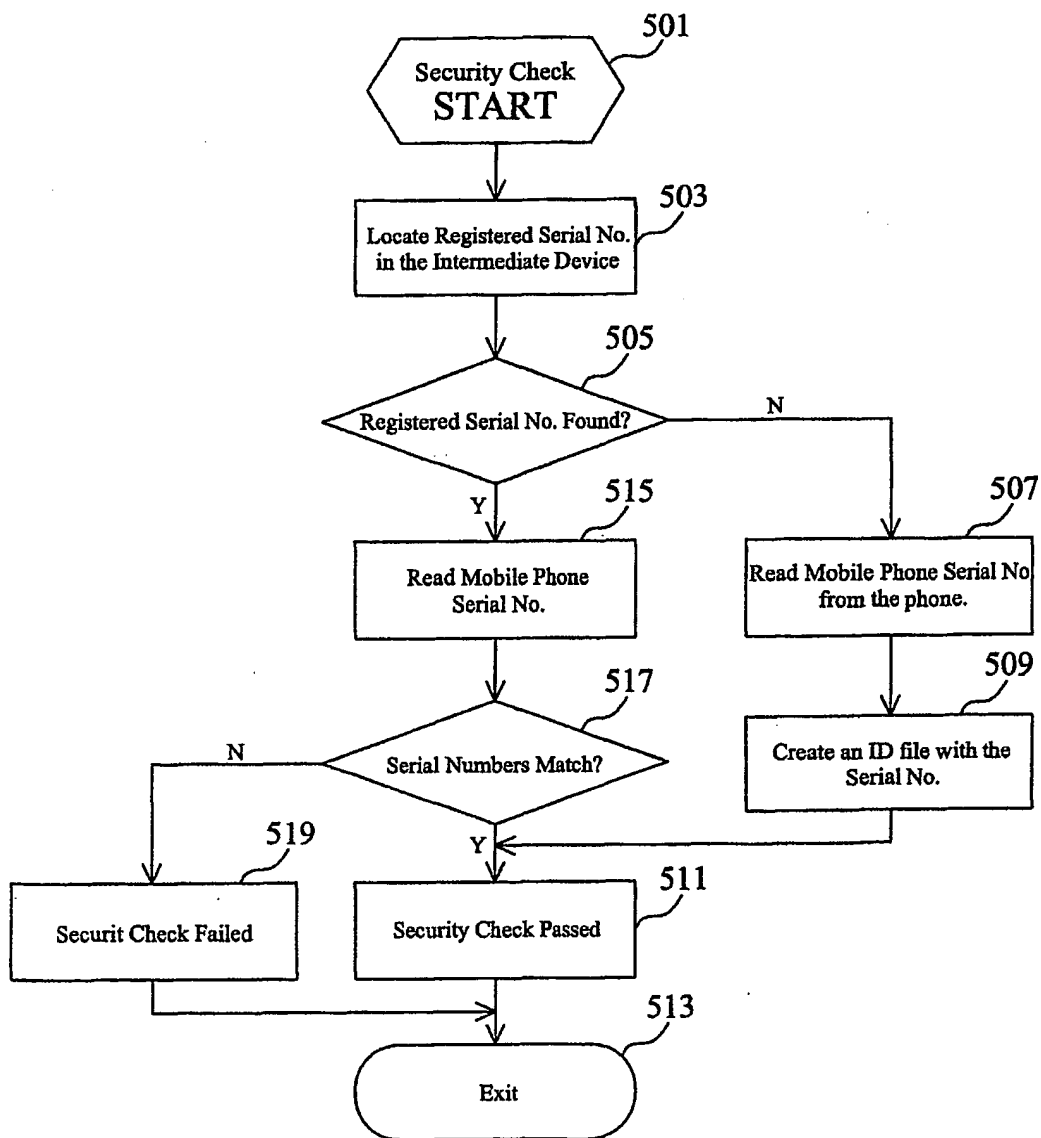 501
Security Check
START
503
Locate Registered Serial No.
in the Intermediate Device
505
Registered Serial No. Found?
N
Y
515
507
Read Mobile Phone
Serial No.
Read Mobile Phone Serial No
from the phone.
517
509
N
Serial Numbers Match?
Create an ID file with the
Serial No.
Y
519
511
Securit Check Failed
Security Check Passed
513
Exit